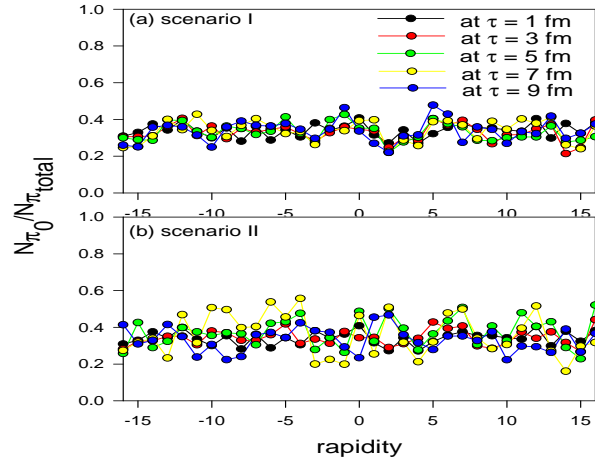 1.0
(a) scenario I
at τ = 1 fm
at τ = 3 fm
at τ = 5 fm
at τ = 7 fm
at τ = 9 fm
0.8
0.6
0.4
0.2
0.0
-15 -10 -5 0 5 10 15
Nπ0/Nπtotal
1.0
(b) scenario II
0.8
0.6
0.4
0.2
0.0
-15 -10 -5 0 5 10 15
rapidity